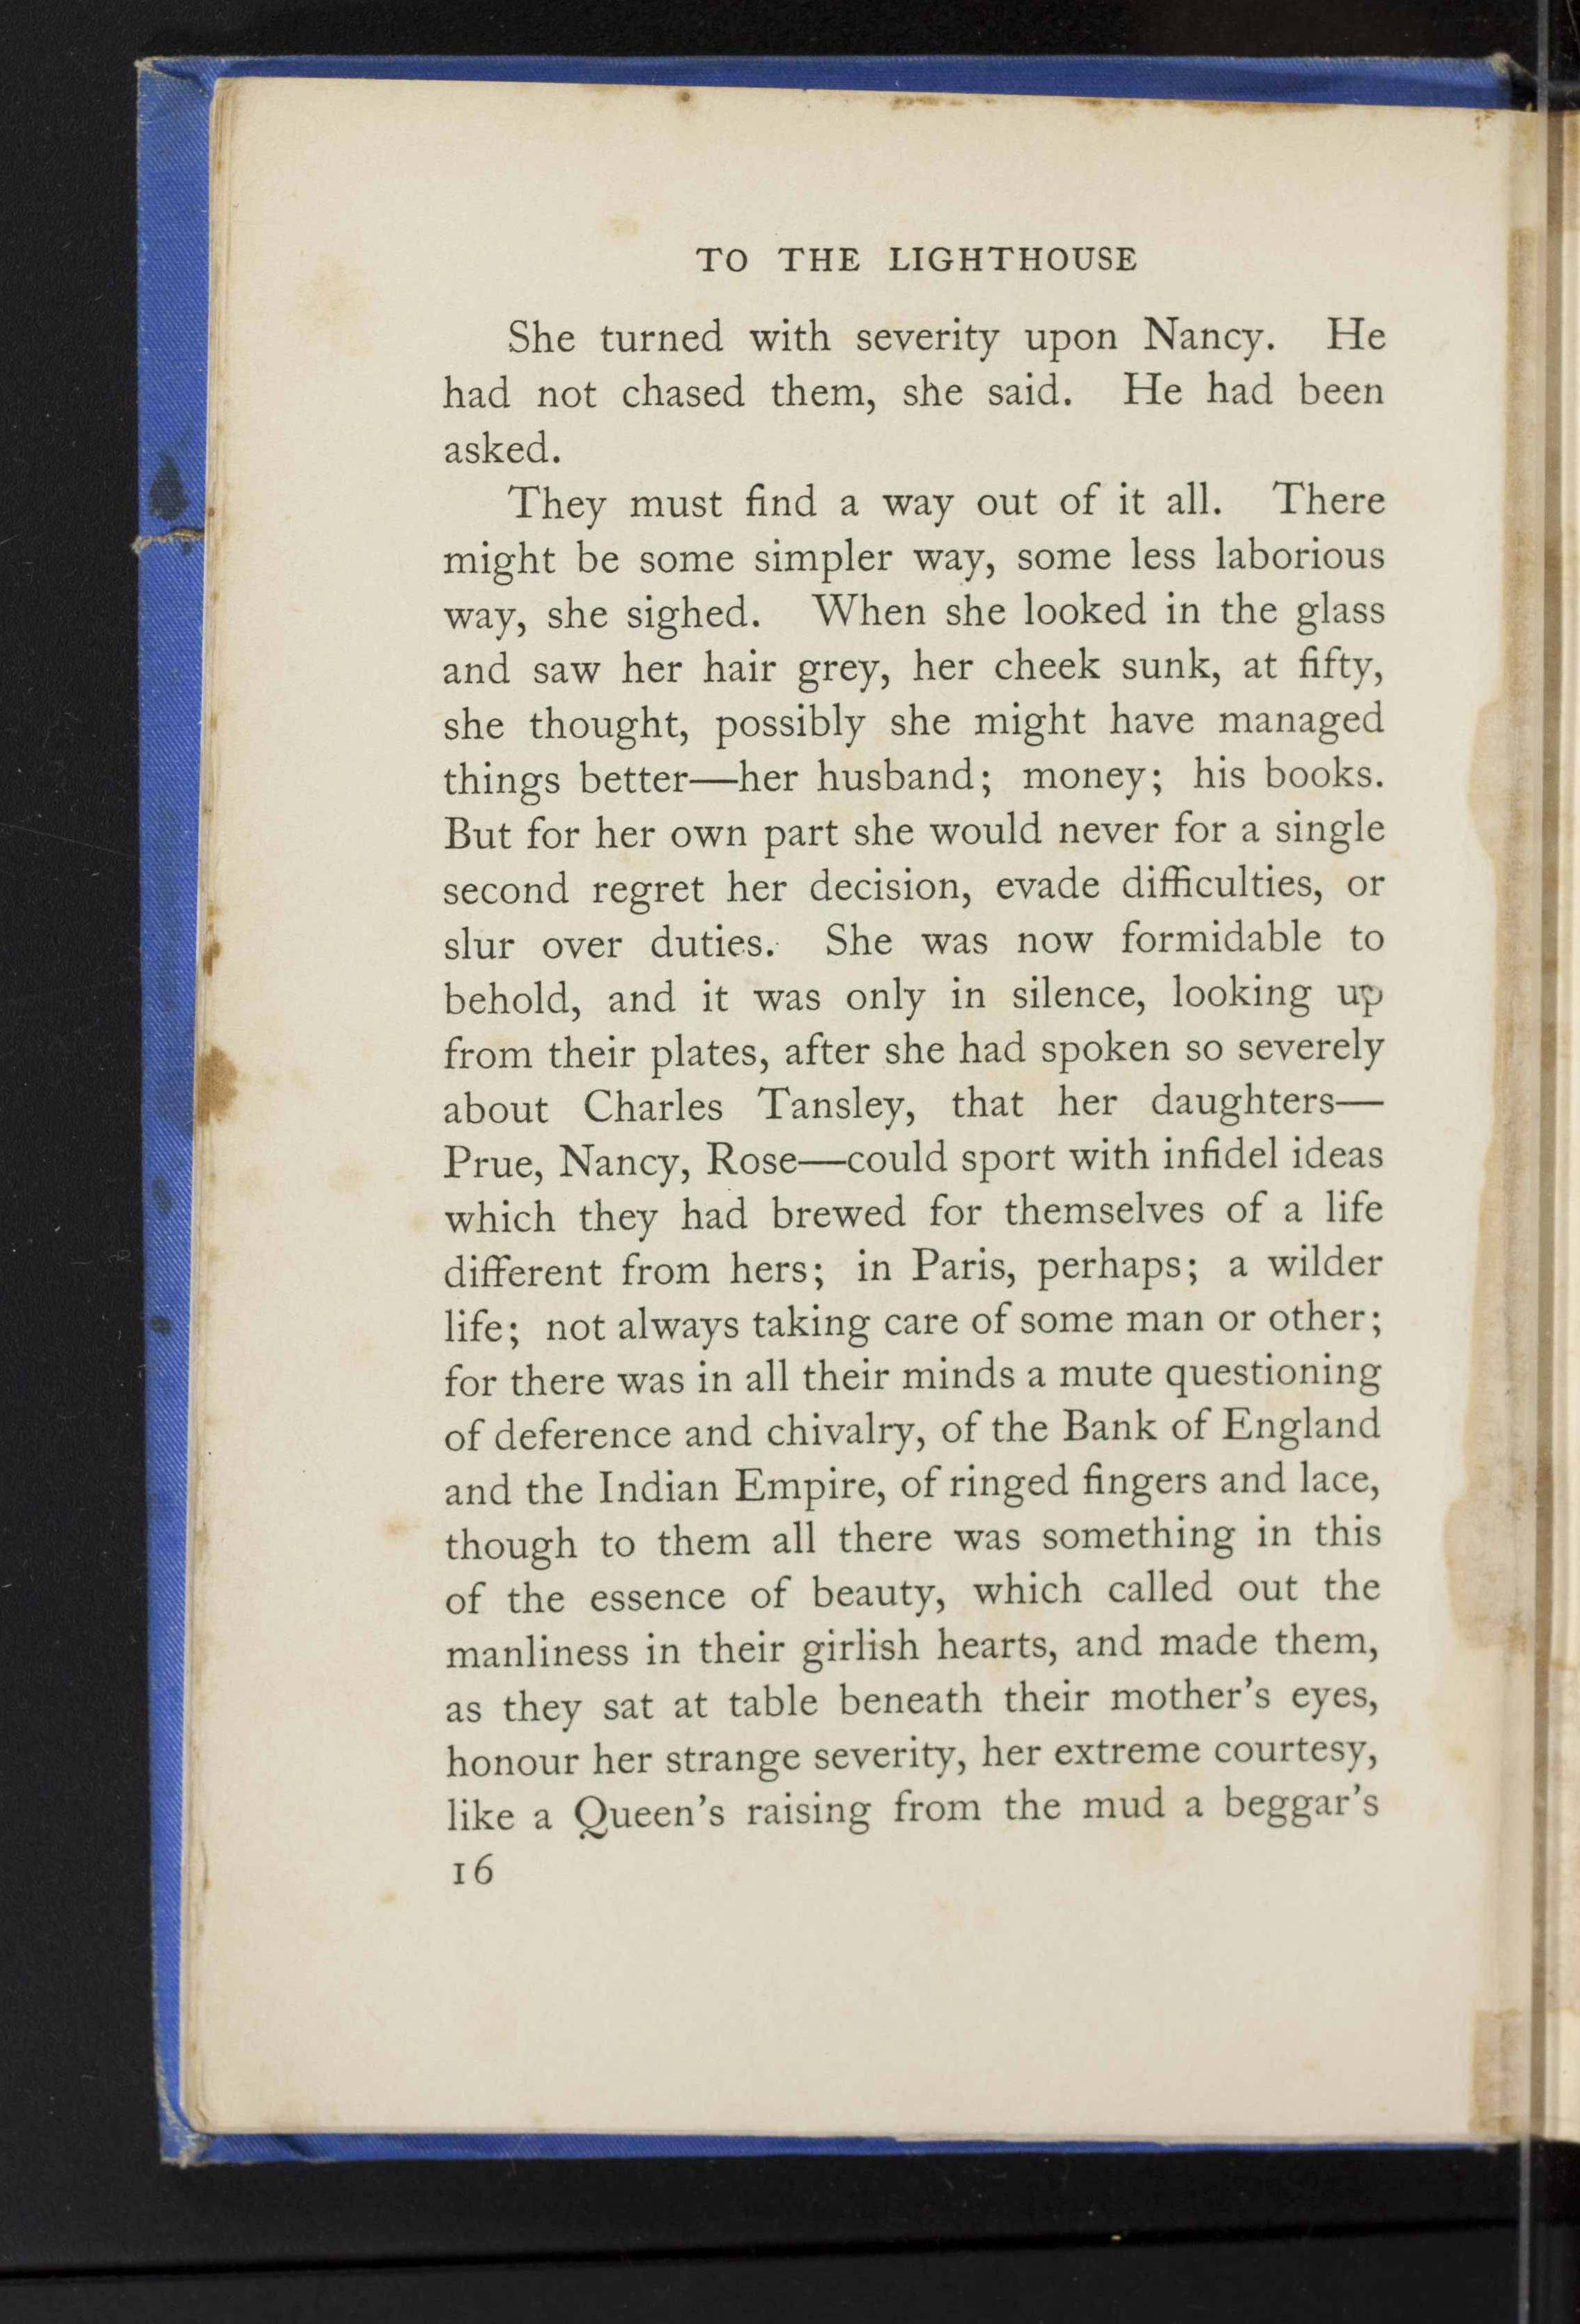 TO THE LIGHTHOUSE
She turned with severity upon Nancy. He
had not chased them, she said. He had been
asked.
They must find a way out of it all. There
might be some simpler way, some less laborious
way, she sighed. When she looked in the glass
and saw her hair grey, her cheek sunk, at fifty,
she thought, possibly she might have managed
things better—her husband; money; his books.
But for her own part she would never for a single
second regret her decision, evade difficulties, or
slur over duties. She was now formidable to
behold, and it was only in silence, looking up
from their plates, after she had spoken so severely
about Charles Tansley, that her daughters—
Prue, Nancy, Rose—could sport with infidel ideas
which they had brewed for themselves of a life
different from hers; in Paris, perhaps; a wilder
life; not always taking care of some man or other;
for there was in all their minds a mute questioning
of deference and chivalry, of the Bank of England
and the Indian Empire, of ringed fingers and lace,
though to them all there was something in this
of the essence of beauty, which called out the
manliness in their girlish hearts, and made them,
as they sat at table beneath their mother's eyes,
honour her strange severity, her extreme courtesy,
like a Queen's raising from the mud a beggar's
16